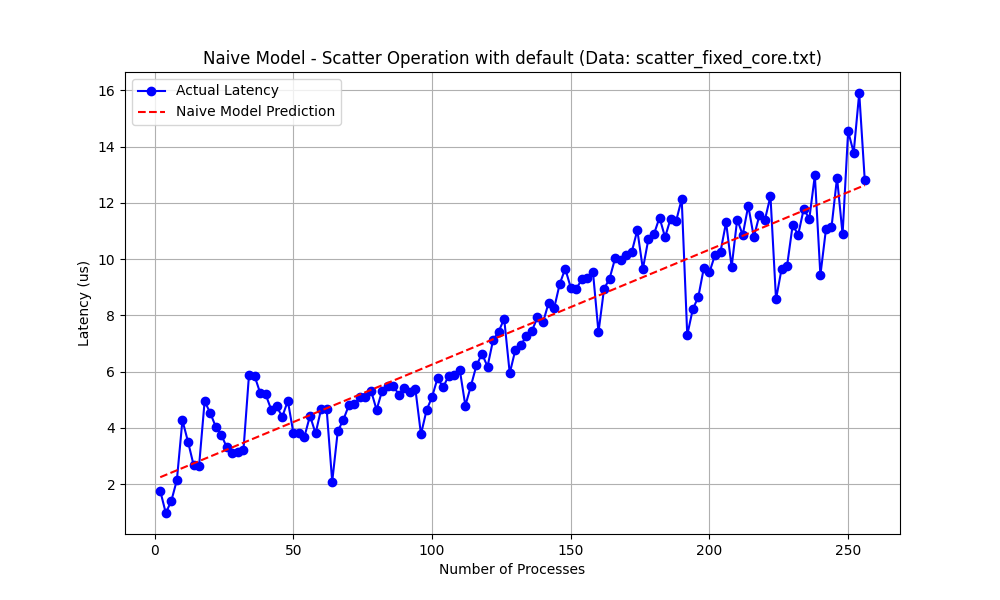 Naive Model - Scatter Operation with default (Data: scatter_fixed_core.txt)
Actual Latency
Naive Model Prediction
Latency (us)
16
14
12
10
8
6
4
2
0 50 100 150 200 250
Number of Processes